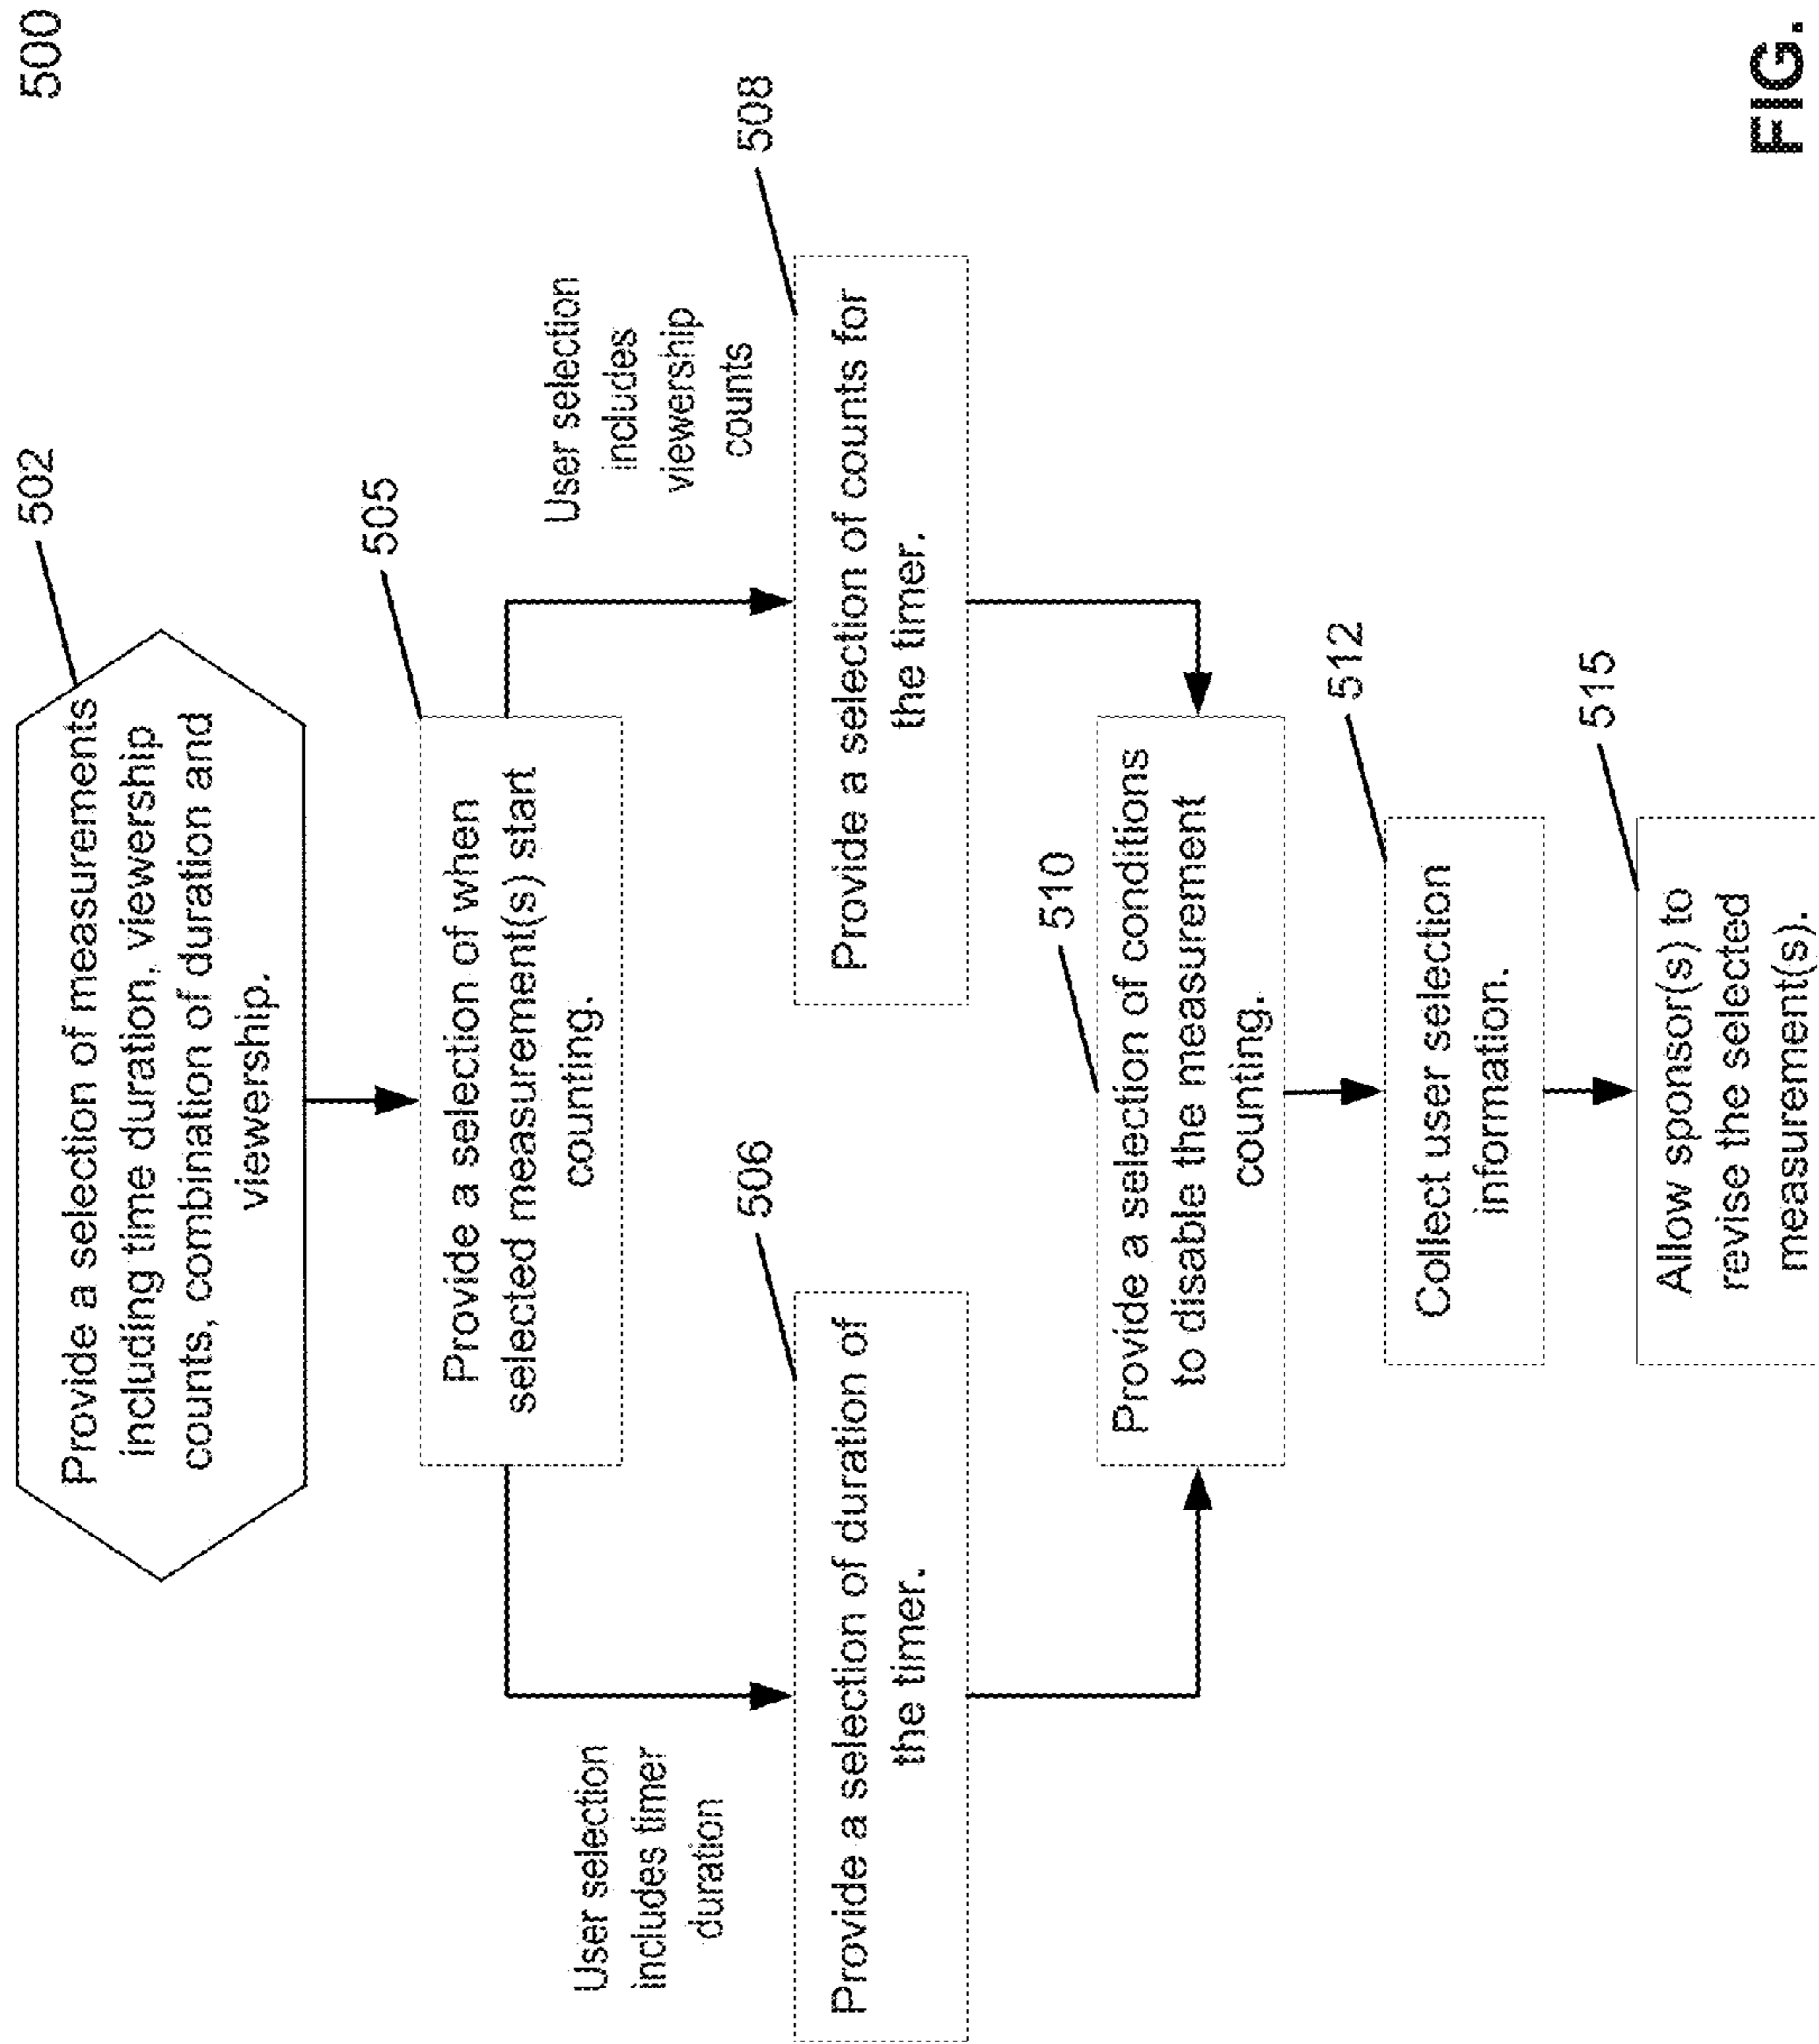 500
502
Provide a selection of measurements
including time duration, viewership
counts, combination of duration and
viewership.
505
Provide a selection of when
selected measurement(s) start
counting.
User selection
includes timer
duration
User selection
includes
viewership
counts
506
Provide a selection of duration of
the timer.
508
Provide a selection of counts for
the timer.
510
Provide a selection of conditions
to disable the measurement
counting.
512
Collect user selection
information.
515
Allow sponsor(s) to
revise the selected
measurement(s).
FIG.